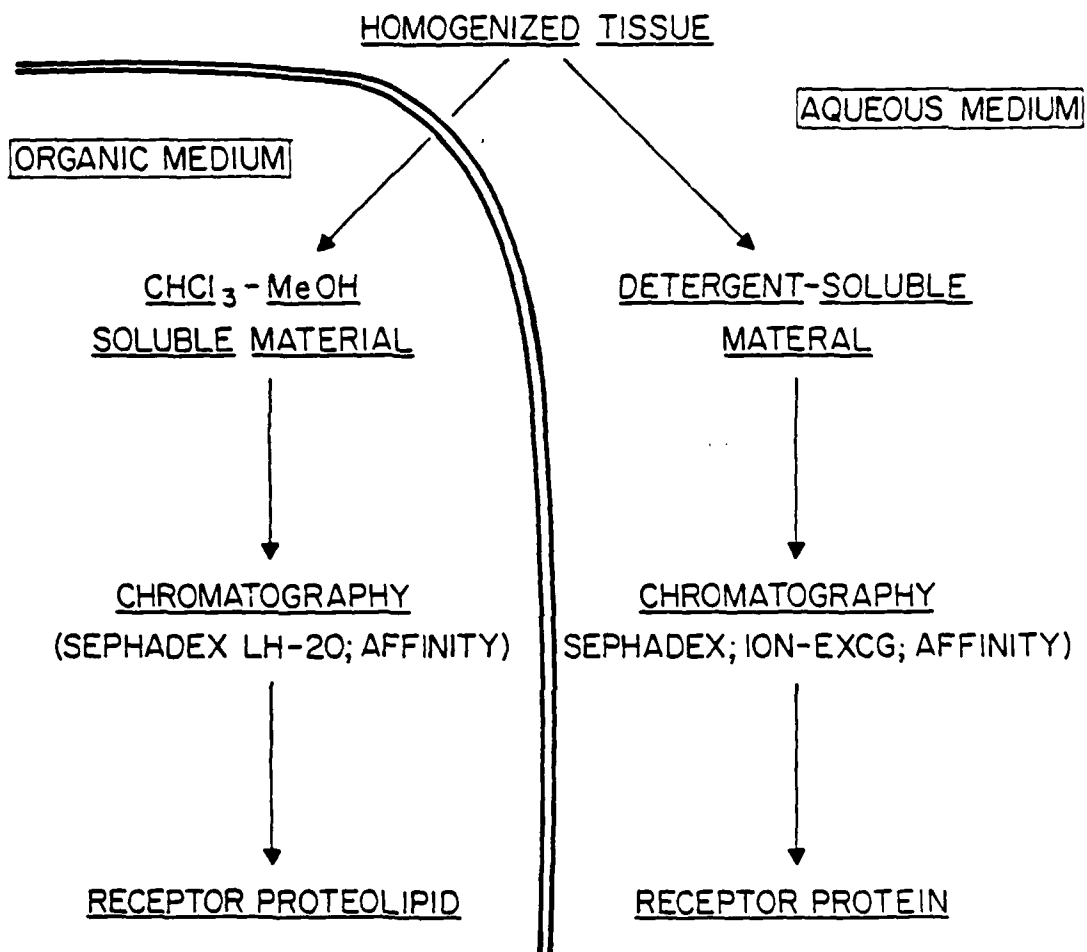 HOMOGENIZED TISSUE
AQUEOUS MEDIUM
ORGANIC MEDIUM
CHCl₃-MeOH
SOLUBLE MATERIAL
DETERGENT-SOLUBLE
MATERAL
CHROMATOGRAPHY
(SEPHADEX LH-20; AFFINITY)
CHROMATOGRAPHY
SEPHADEX; ION-EXCG; AFFINITY)
RECEPTOR PROTEOLIPID
RECEPTOR PROTEIN